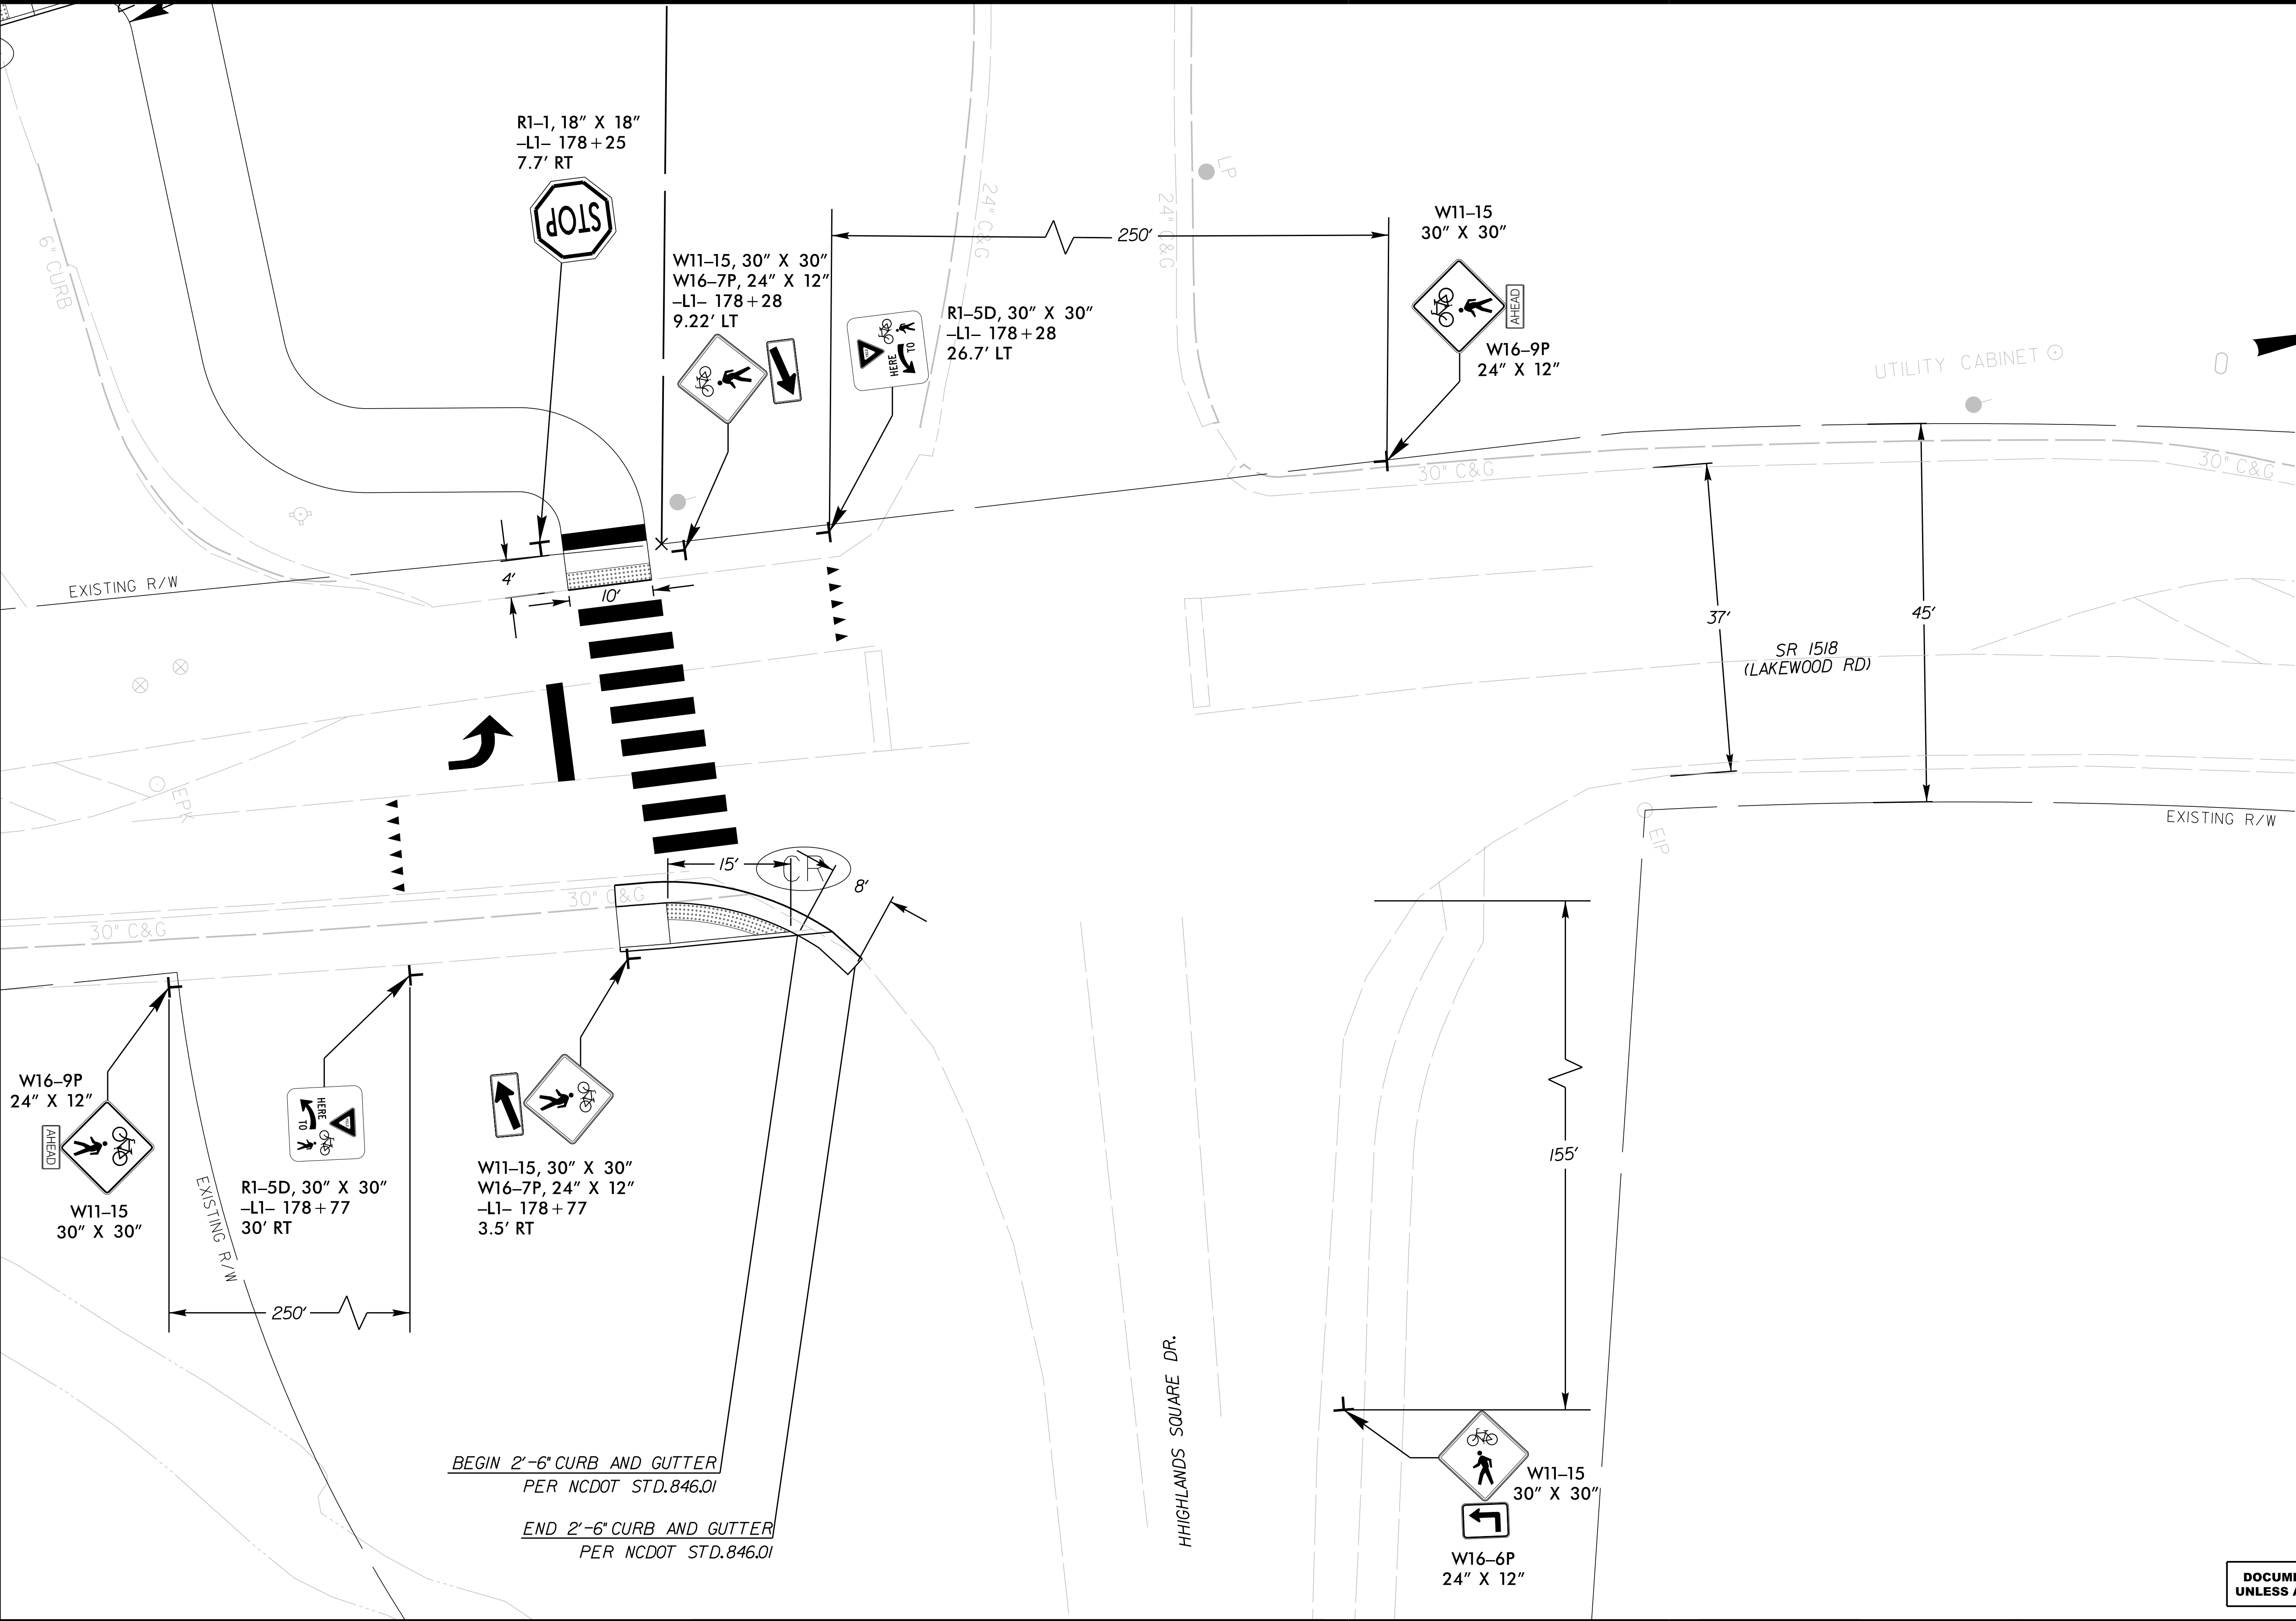 R1–1, 18″ X 18″
–L1– 178+25
7.7′ RT
STOP
6" CURB
W11–15, 30″ X 30″
W16–7P, 24″ X 12″
–L1– 178+28
9.22′ LT
24" C&G
24" C&G
LP
250′
R1–5D, 30″ X 30″
–L1– 178+28
26.7′ LT
HERE
TO
W11–15
30″ X 30″
AHEAD
W16–9P
24″ X 12″
UTILITY CABINET
30" C&G
30" C&G
EXISTING R/W
4′
10′
37′
45′
SR 1518
(LAKEWOOD RD)
EPK
EIP
EXISTING R/W
15′
CR
8′
30" C&G
30" C&G
W16–9P
24″ X 12″
AHEAD
W11–15
30″ X 30″
EXISTING R/W
HERE
TO
R1–5D, 30″ X 30″
–L1– 178+77
30′ RT
W11–15, 30″ X 30″
W16–7P, 24″ X 12″
–L1– 178+77
3.5′ RT
250′
155′
BEGIN 2′-6" CURB AND GUTTER
PER NCDOT STD. 846.01
END 2′-6" CURB AND GUTTER
PER NCDOT STD. 846.01
HHIGHLANDS SQUARE DR.
W11–15
30″ X 30″
W16–6P
24″ X 12″
DOCUME
UNLESS A